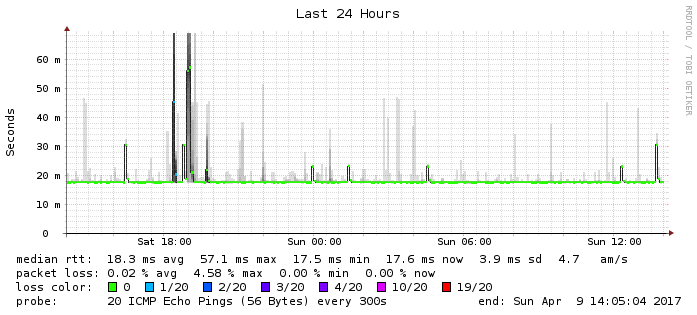 Last 24 Hours
RRDTOOL / TOBI OETIKER
Seconds
60 m
50 m
40 m
30 m
20 m
10 m
0
Sat 18:00 Sun 00:00 Sun 06:00 Sun 12:00
median rtt: 18.3 ms avg 57.1 ms max 17.5 ms min 17.6 ms now 3.9 ms sd 4.7 am/s
packet loss: 0.02 % avg 4.58 % max 0.00 % min 0.00 % now
loss color: 0 1/20 2/20 3/20 4/20 10/20 19/20
probe: 20 ICMP Echo Pings (56 Bytes) every 300s end: Sun Apr 9 14:05:04 2017